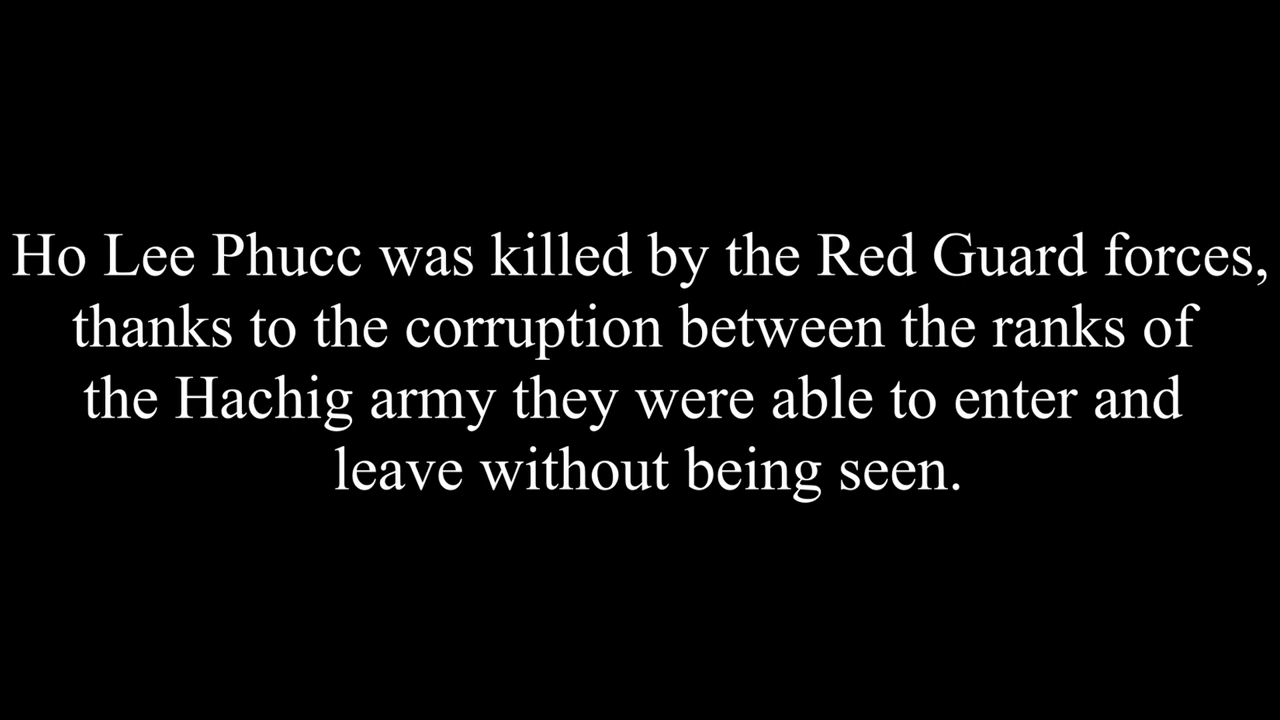 Ho Lee Phucc was killed by the Red Guard forces,
thanks to the corruption between the ranks of
the Hachig army they were able to enter and
leave without being seen.